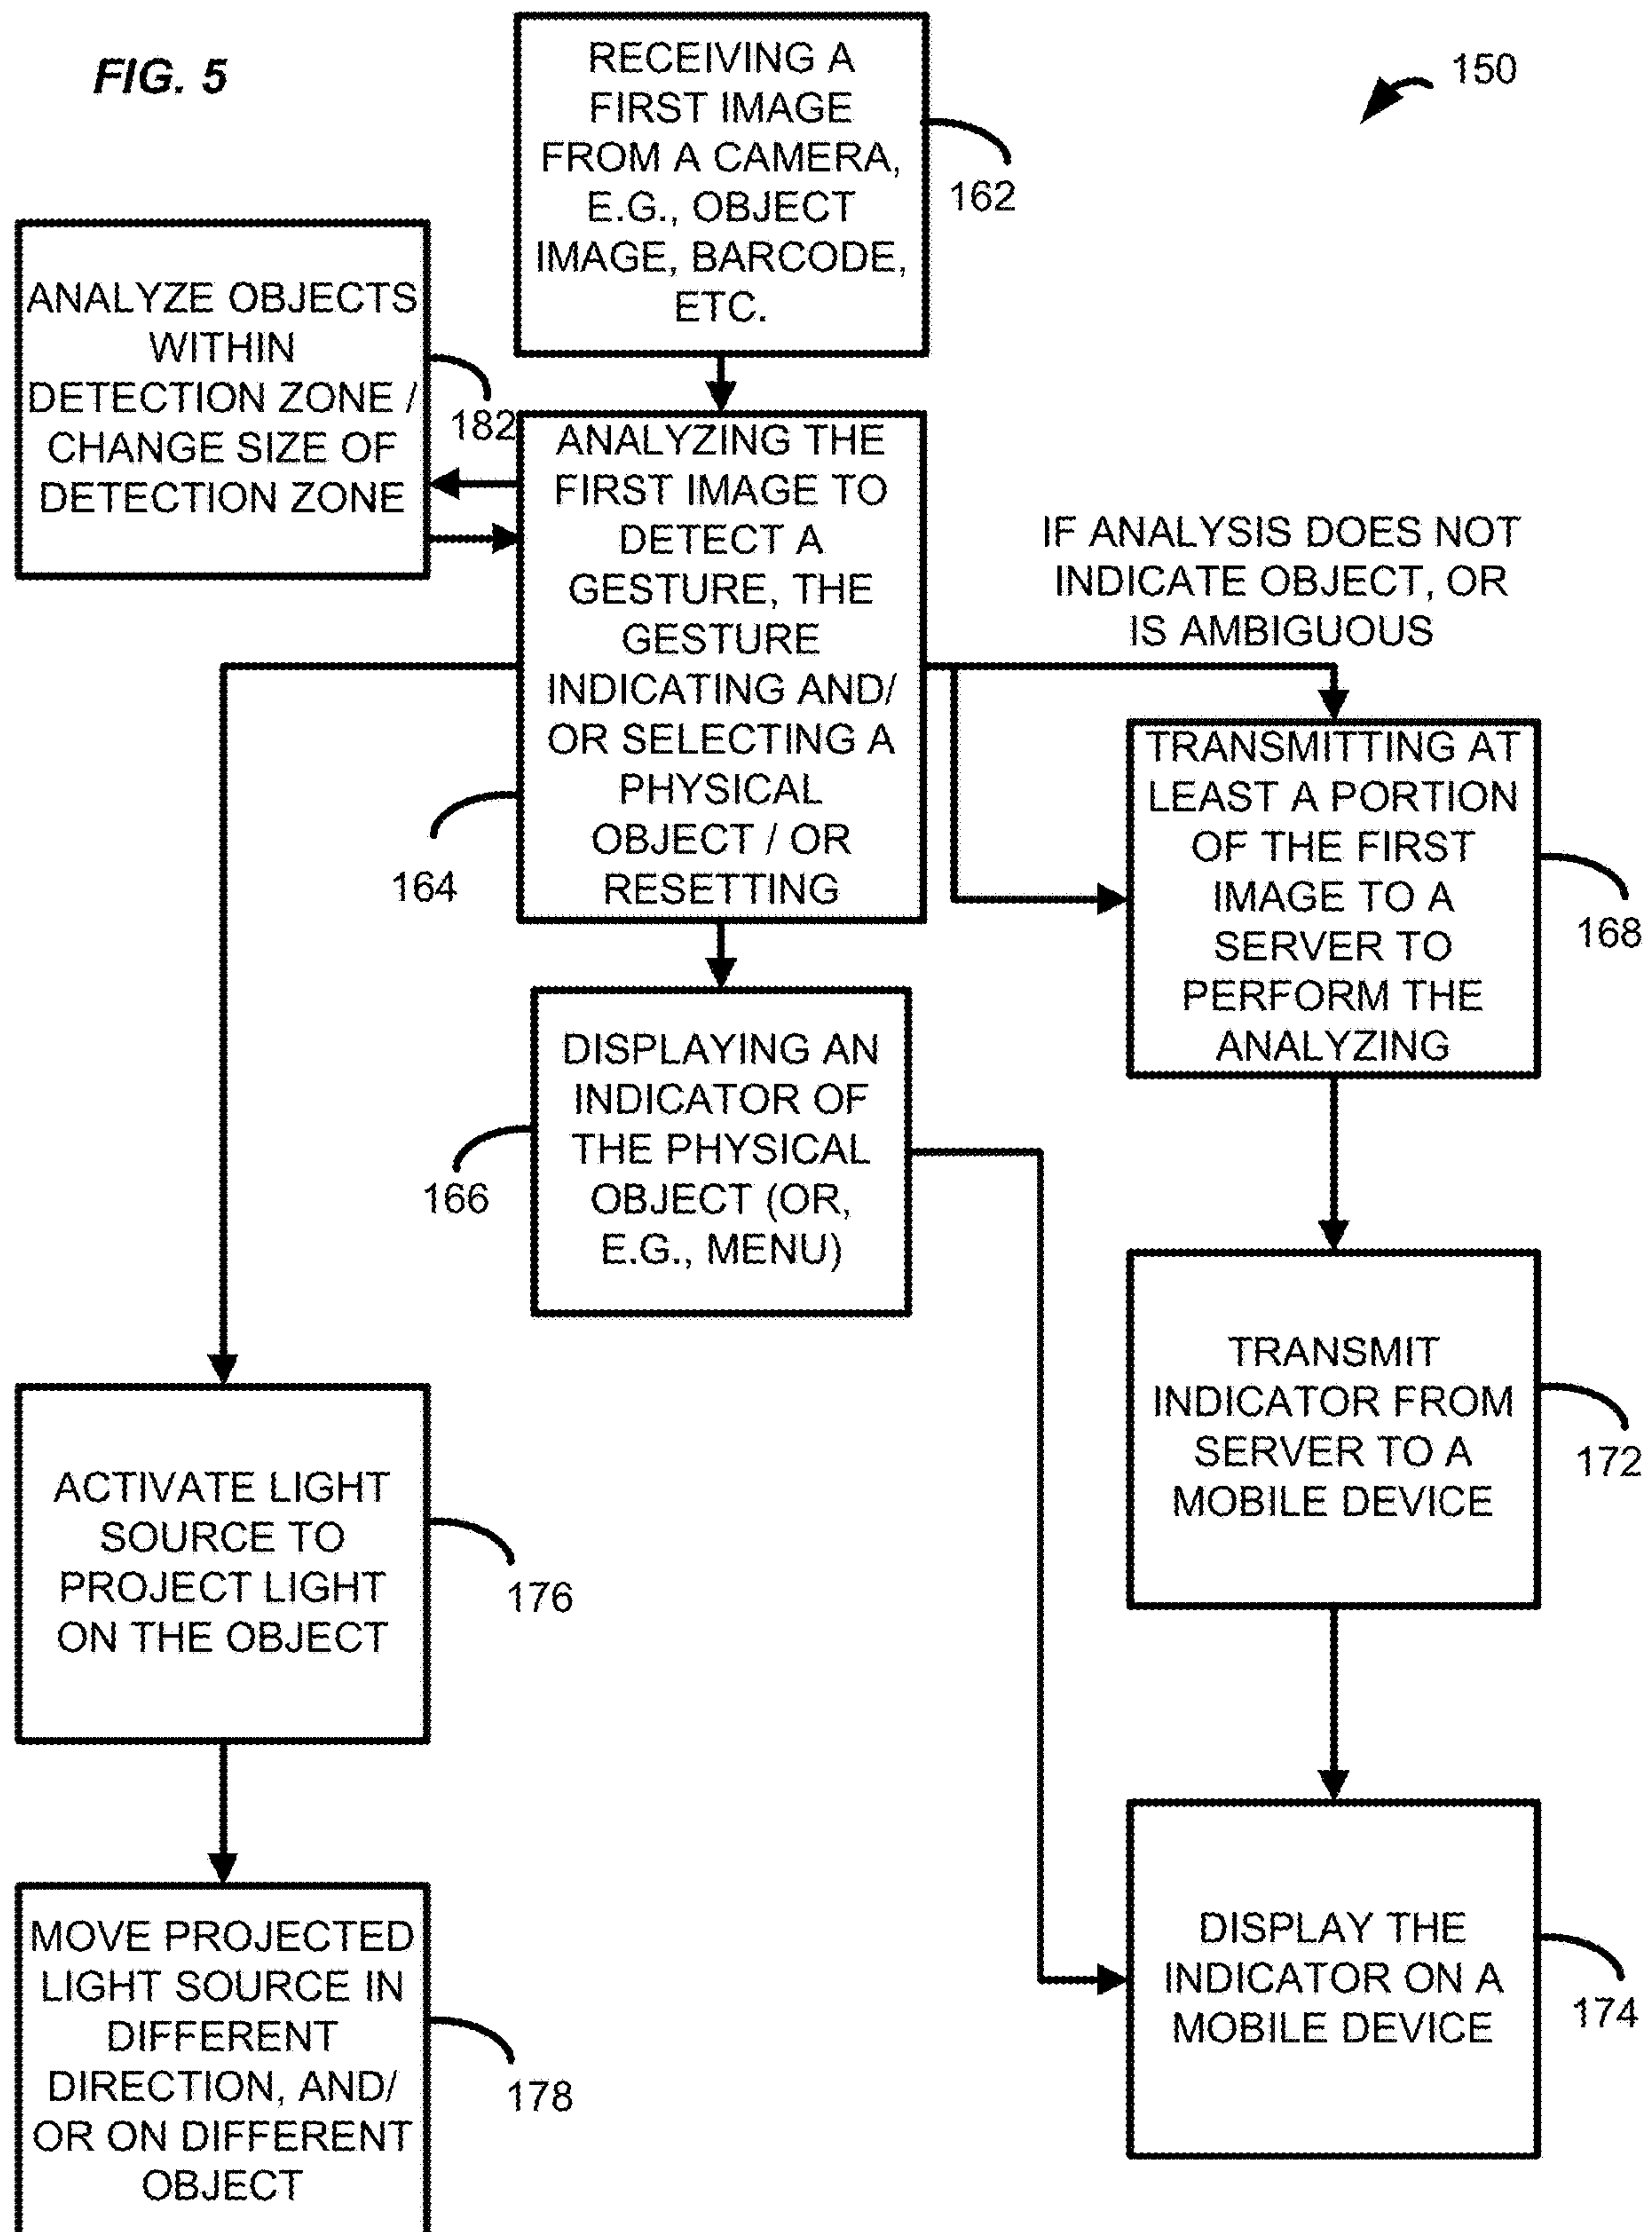 FIG. 5
150
RECEIVING A
FIRST IMAGE
FROM A CAMERA,
E.G., OBJECT
IMAGE, BARCODE,
ETC.
162
ANALYZE OBJECTS
WITHIN
DETECTION ZONE /
CHANGE SIZE OF
DETECTION ZONE
182
ANALYZING THE
FIRST IMAGE TO
DETECT A
GESTURE, THE
GESTURE
INDICATING AND/
OR SELECTING A
PHYSICAL
OBJECT / OR
RESETTING
164
IF ANALYSIS DOES NOT
INDICATE OBJECT, OR
IS AMBIGUOUS
TRANSMITTING AT
LEAST A PORTION
OF THE FIRST
IMAGE TO A
SERVER TO
PERFORM THE
ANALYZING
168
DISPLAYING AN
INDICATOR OF
THE PHYSICAL
OBJECT (OR,
E.G., MENU)
166
TRANSMIT
INDICATOR FROM
SERVER TO A
MOBILE DEVICE
172
ACTIVATE LIGHT
SOURCE TO
PROJECT LIGHT
ON THE OBJECT
176
DISPLAY THE
INDICATOR ON A
MOBILE DEVICE
174
MOVE PROJECTED
LIGHT SOURCE IN
DIFFERENT
DIRECTION, AND/
OR ON DIFFERENT
OBJECT
178